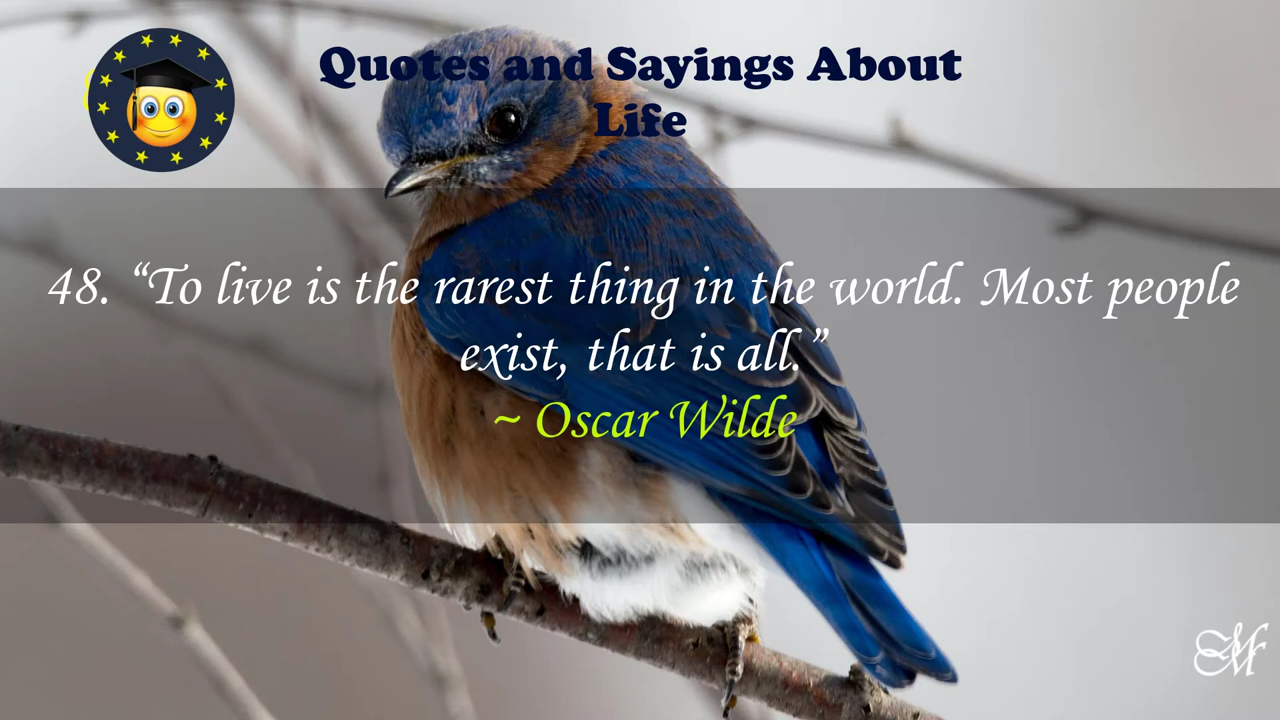 Quotes and Sayings About
Life
48. “To live is the rarest thing in the world. Most people
exist, that is all.”
~ Oscar Wilde